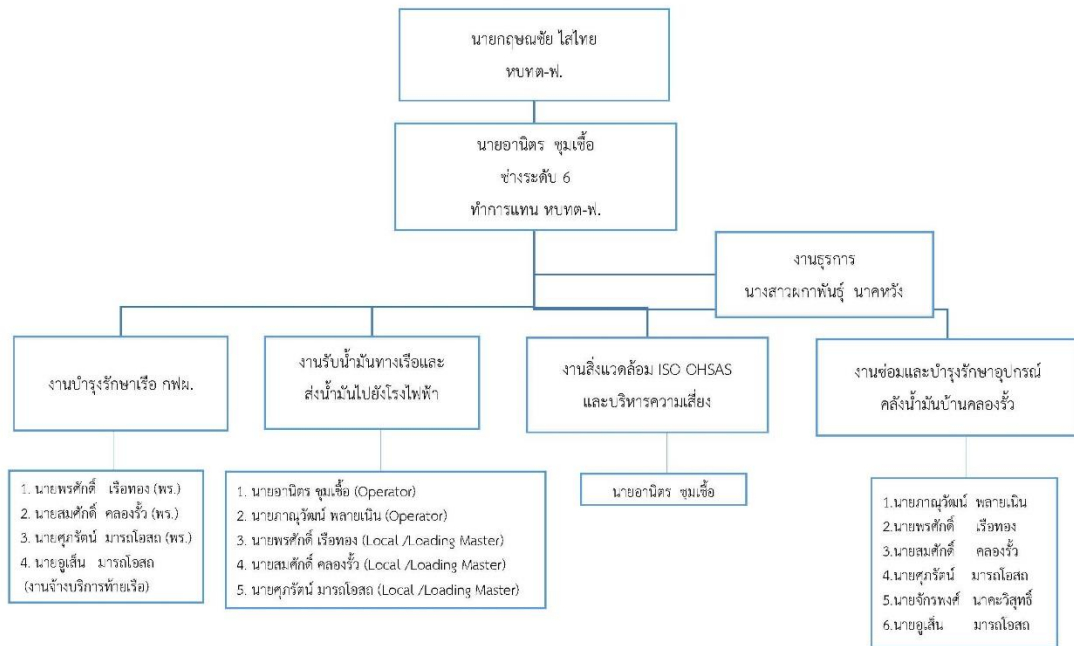 นายกฤษณชัย ไสไทย
หบทต-ฟ.
นายอานิตร ชุมเชื้อ
ช่างระดับ 6
ทำการแทน หบทต-ฟ.
งานธุรการ
นางสาวผกาพันธุ์ นาคหวัง
งานบำรุงรักษาเรือ กฟผ.
งานรับน้ำมันทางเรือและ
ส่งน้ำมันไปยังโรงไฟฟ้า
งานสิ่งแวดล้อม ISO OHSAS
และบริหารความเสี่ยง
งานซ่อมและบำรุงรักษาอุปกรณ์
คลังน้ำมันบ้านคลองรั้ว
1. นายพรศักดิ์ เรือทอง (พร.)
2. นายสมศักดิ์ คลองรั้ว (พร.)
3. นายศุภรัตน์ มารถโอสถ (พร.)
4. นายอูเส็น มารถโอสถ
(งานจ้างบริการท้ายเรือ)
1. นายอานิตร ชุมเชื้อ (Operator)
2. นายภาณุวัฒน์ พลายเนิน (Operator)
3. นายพรศักดิ์ เรือทอง (Local /Loading Master)
4. นายสมศักดิ์ คลองรั้ว (Local /Loading Master)
5. นายศุภรัตน์ มารถโอสถ (Local /Loading Master)
นายอานิตร ชุมเชื้อ
1.นายภาณุวัฒน์ พลายเนิน
2.นายพรศักดิ์ เรือทอง
3.นายสมศักดิ์ คลองรั้ว
4.นายศุภรัตน์ มารถโอสถ
5.นายจักรพงศ์ นาคะวิสุทธิ์
6.นายอูเส็น มารถโอสถ